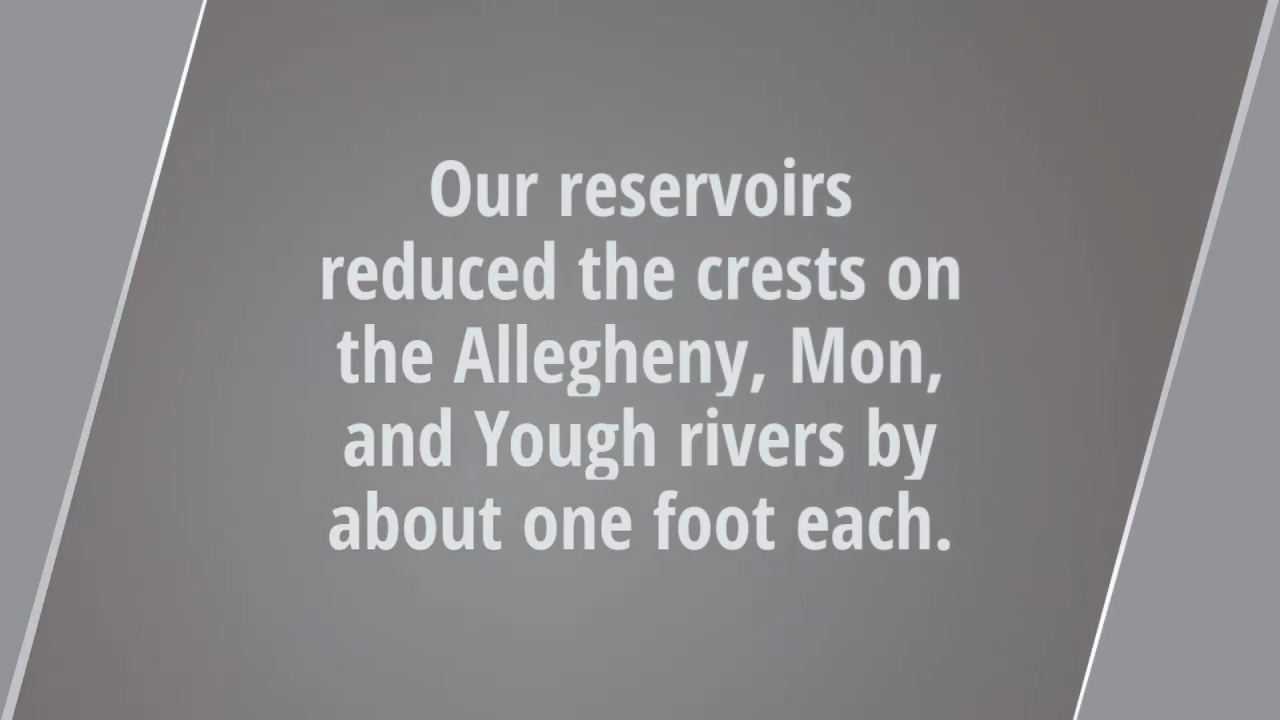 Our reservoirs
reduced the crests on
the Allegheny, Mon,
and Yough rivers by
about one foot each.